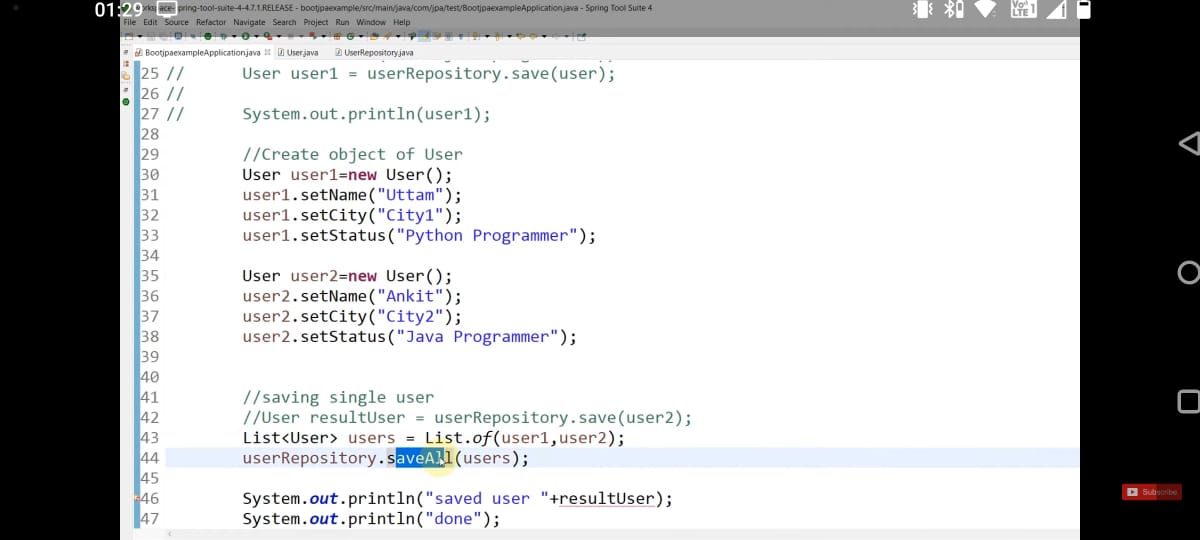 01:29
orkspace-spring-tool-suite-4-4.7.1.RELEASE - bootjpaexample/src/main/java/com/jpa/test/BootjpaexampleApplication.java - Spring Tool Suite 4
VoI LTE 1
File Edit Source Refactor Navigate Search Project Run Window Help
BootjpaexampleApplication.java User.java UserRepository.java
25 // User user1 = userRepository.save(user);
26 //
27 // System.out.println(user1);
28
29 //Create object of User
30 User user1=new User();
31 user1.setName("Uttam");
32 user1.setCity("City1");
33 user1.setStatus("Python Programmer");
34
35 User user2=new User();
36 user2.setName("Ankit");
37 user2.setCity("City2");
38 user2.setStatus("Java Programmer");
39
40
41 //saving single user
42 //User resultUser = userRepository.save(user2);
43 List<User> users = List.of(user1,user2);
44 userRepository.saveAll(users);
45
46 System.out.println("saved user "+resultUser);
47 System.out.println("done");
Subscribe